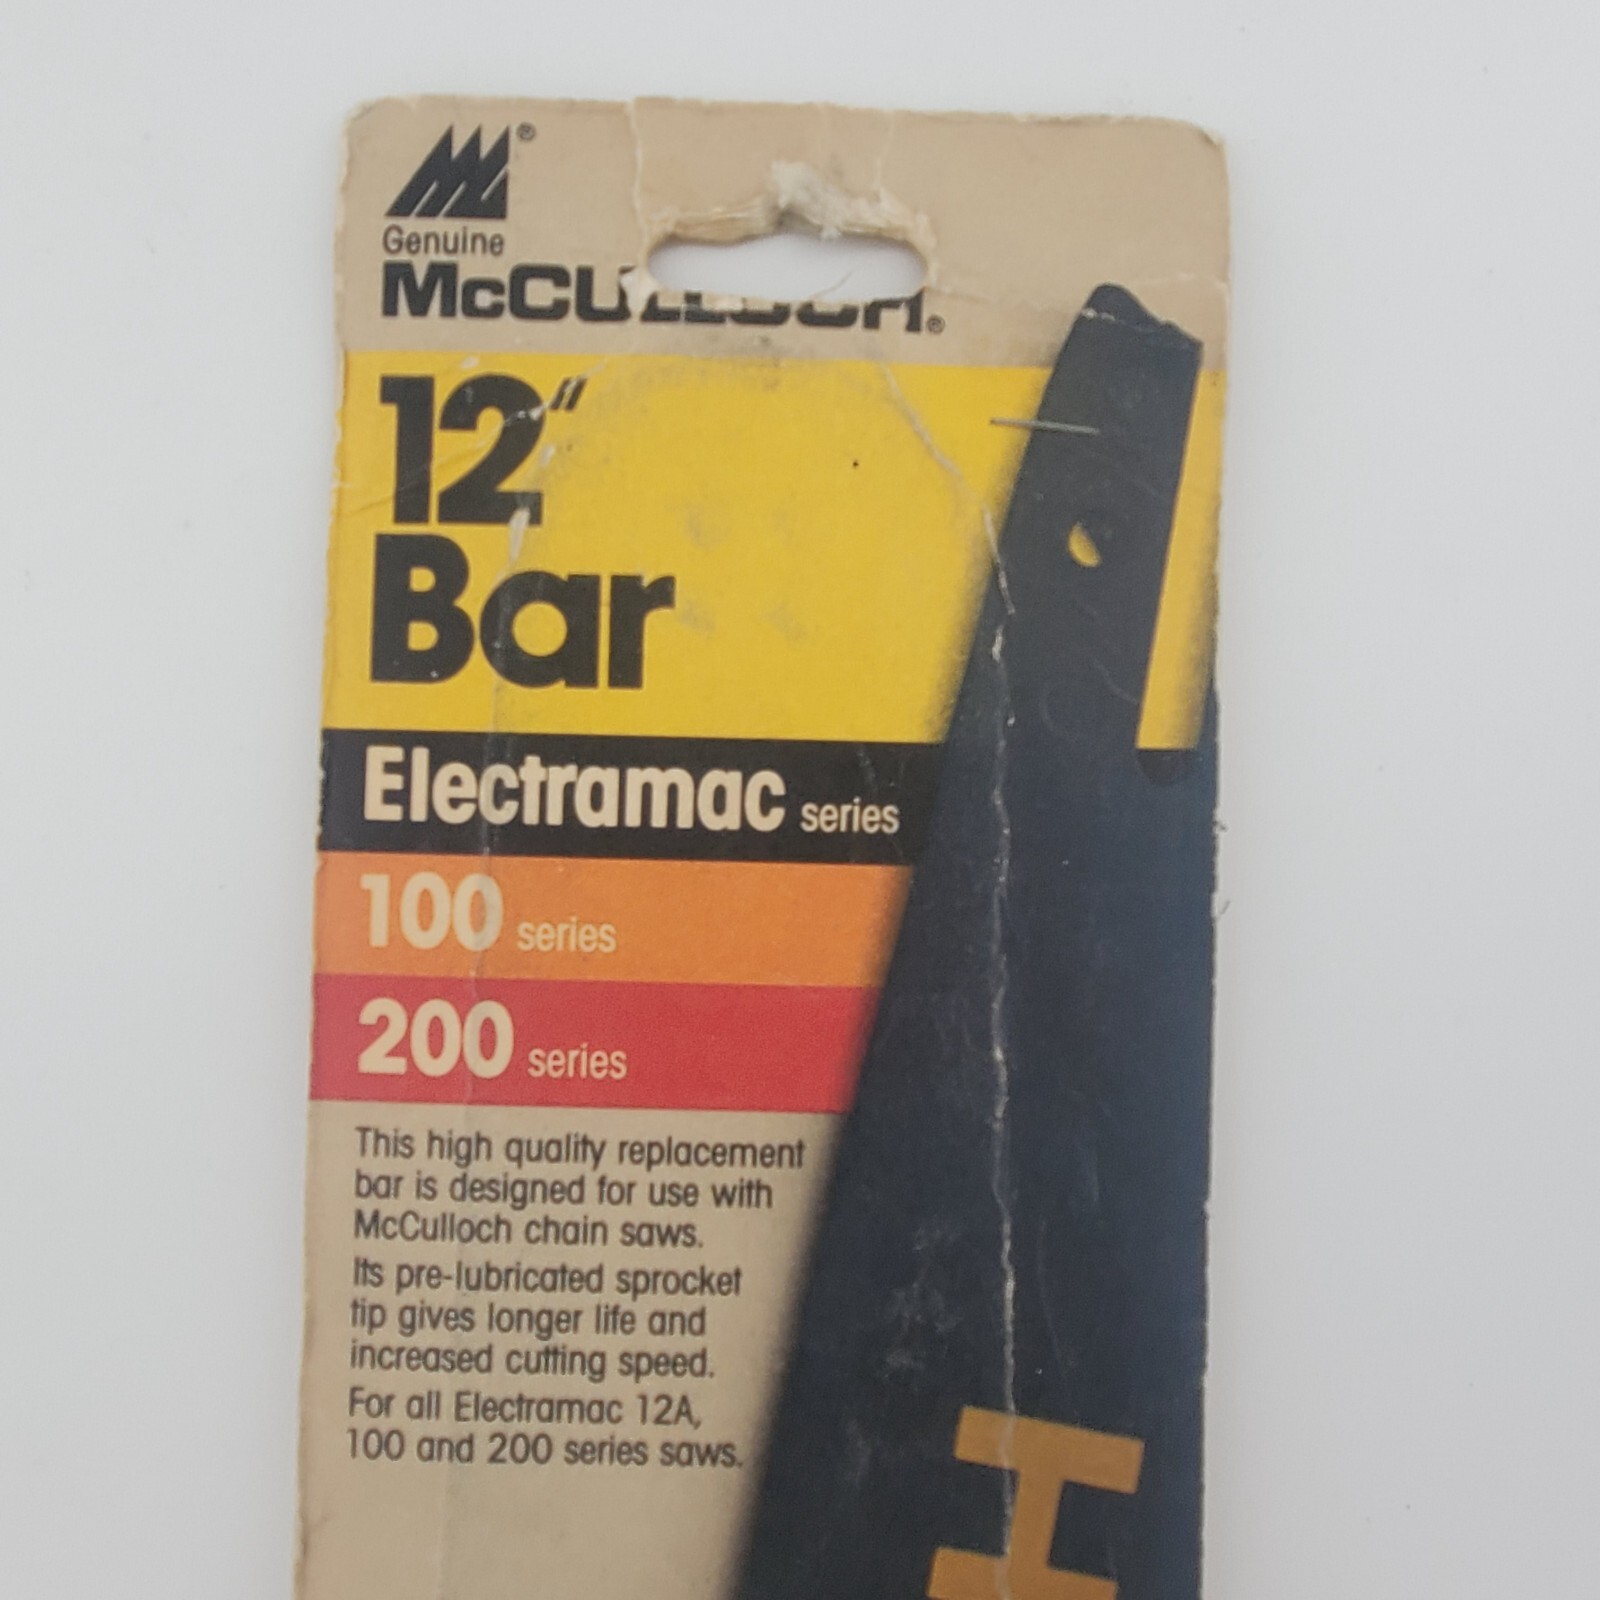 ®
Genuine
McCULLOCH®
12"
Bar
Electramac series
100 series
200 series
This high quality replacement
bar is designed for use with
McCulloch chain saws.
Its pre-lubricated sprocket
tip gives longer life and
increased cutting speed.
For all Electramac 12A,
100 and 200 series saws.
H